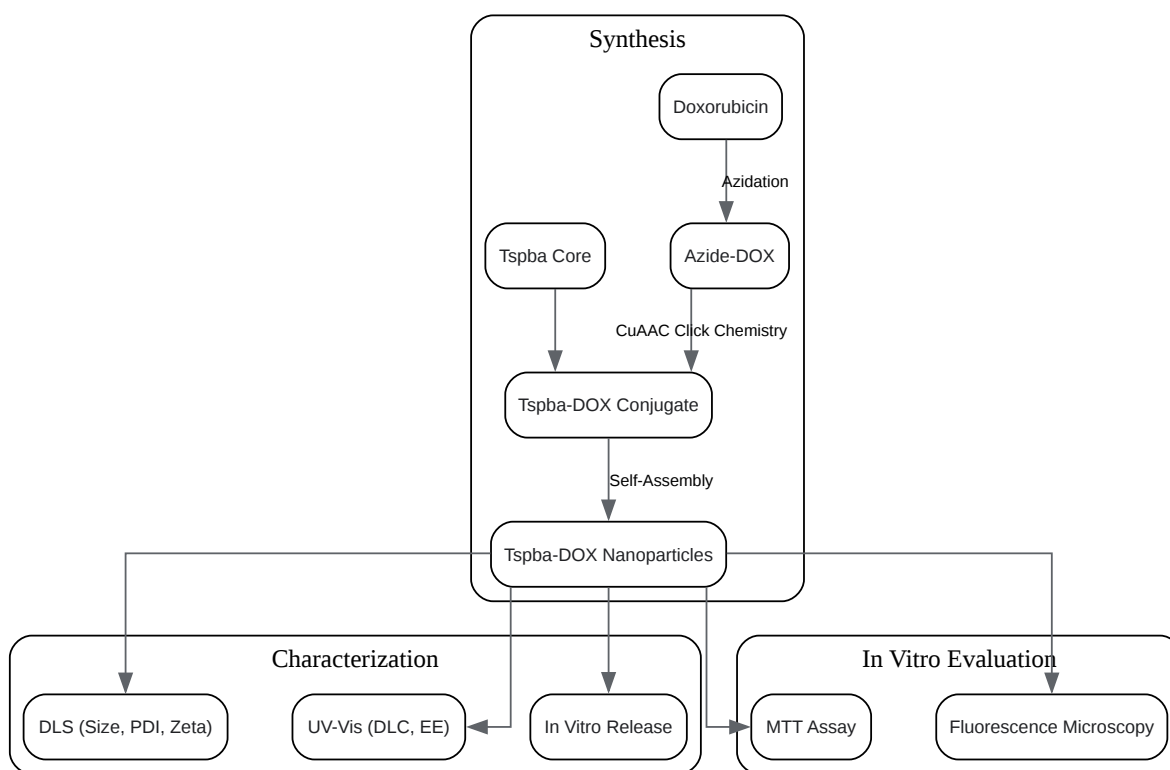 Synthesis
Doxorubicin
Azidation
Tspba Core
Azide-DOX
CuAAC Click Chemistry
Tspba-DOX Conjugate
Self-Assembly
Tspba-DOX Nanoparticles
Characterization
In Vitro Evaluation
DLS (Size, PDI, Zeta)
UV-Vis (DLC, EE)
In Vitro Release
MTT Assay
Fluorescence Microscopy